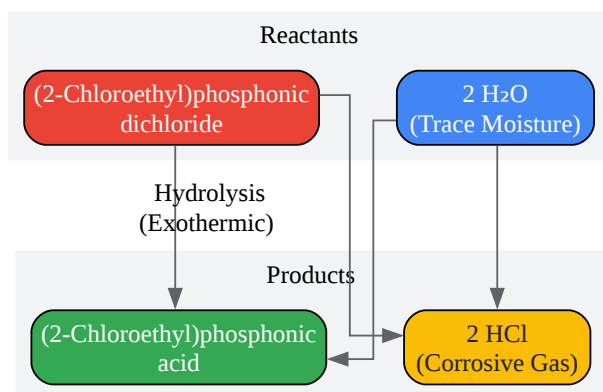 Reactants
(2-Chloroethyl)phosphonic
dichloride
2 H₂O
(Trace Moisture)
Hydrolysis
(Exothermic)
Products
(2-Chloroethyl)phosphonic
acid
2 HCl
(Corrosive Gas)